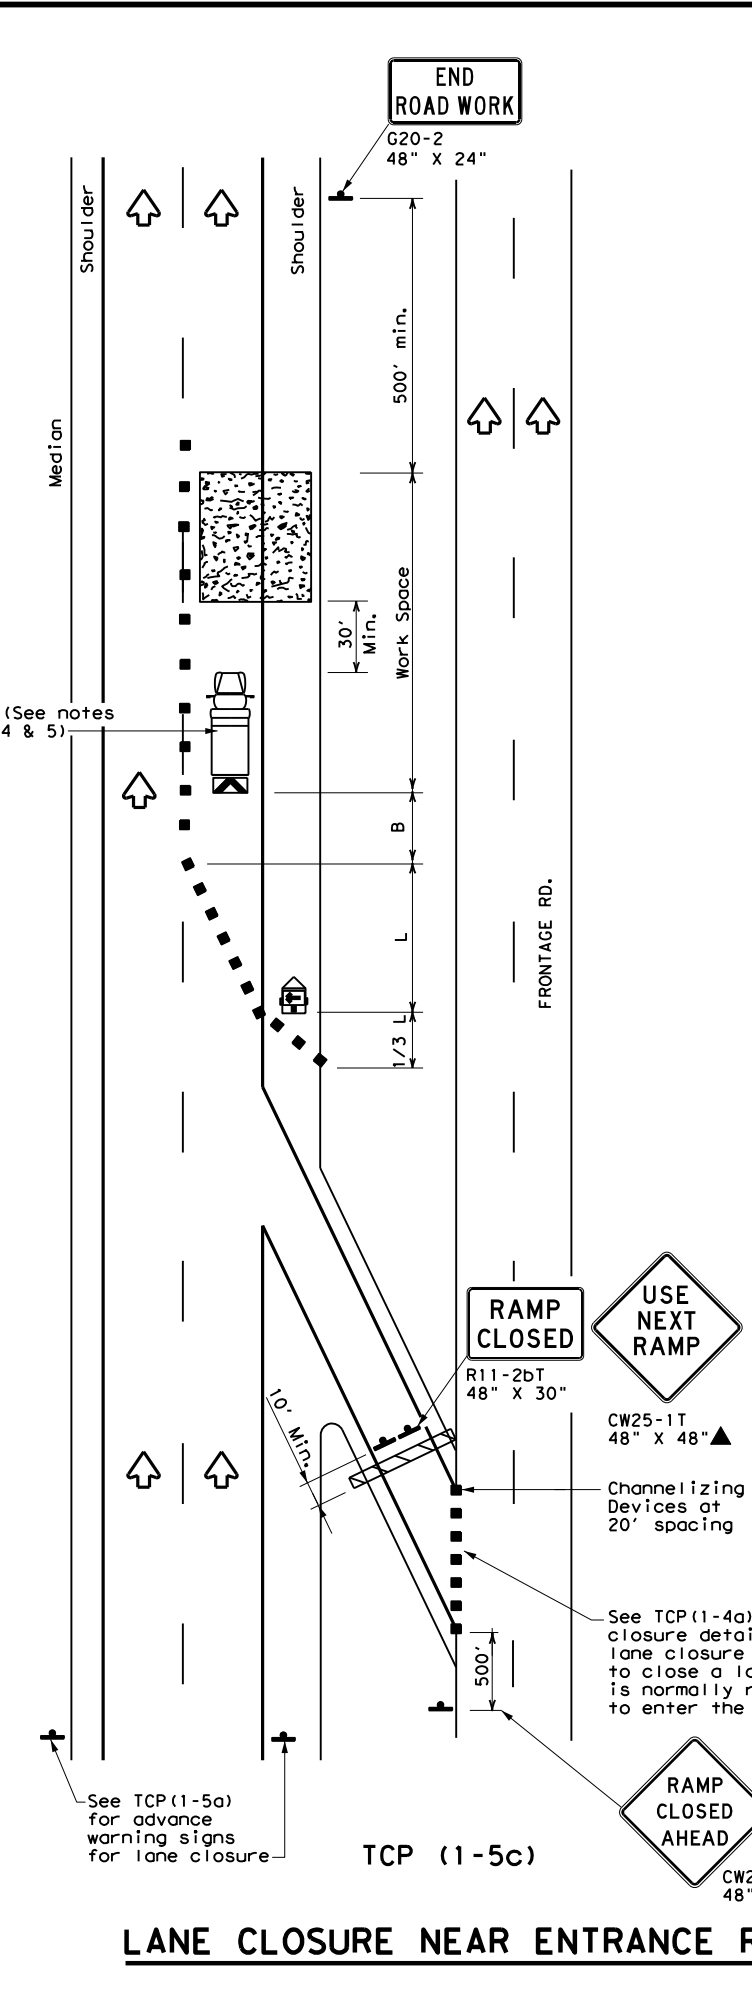 END
ROAD WORK
G20-2
48" X 24"
Shoulder
Shoulder
500' min.
Median
Work Space
30'
Min.
(See notes
4 & 5)
B
L
FRONTAGE RD.
1/3 L
RAMP
CLOSED
R11-2bT
48" X 30"
USE
NEXT
RAMP
CW25-1T
48" X 48"
10' Min.
Channelizing
Devices at
20' spacing
See TCP(1-4a)
closure detai
lane closure
to close a l
is normally r
to enter the
500'
RAMP
CLOSED
AHEAD
CW2
48"
See TCP(1-5a)
for advance
warning signs
for lane closure
TCP (1-5c)
LANE CLOSURE NEAR ENTRANCE R